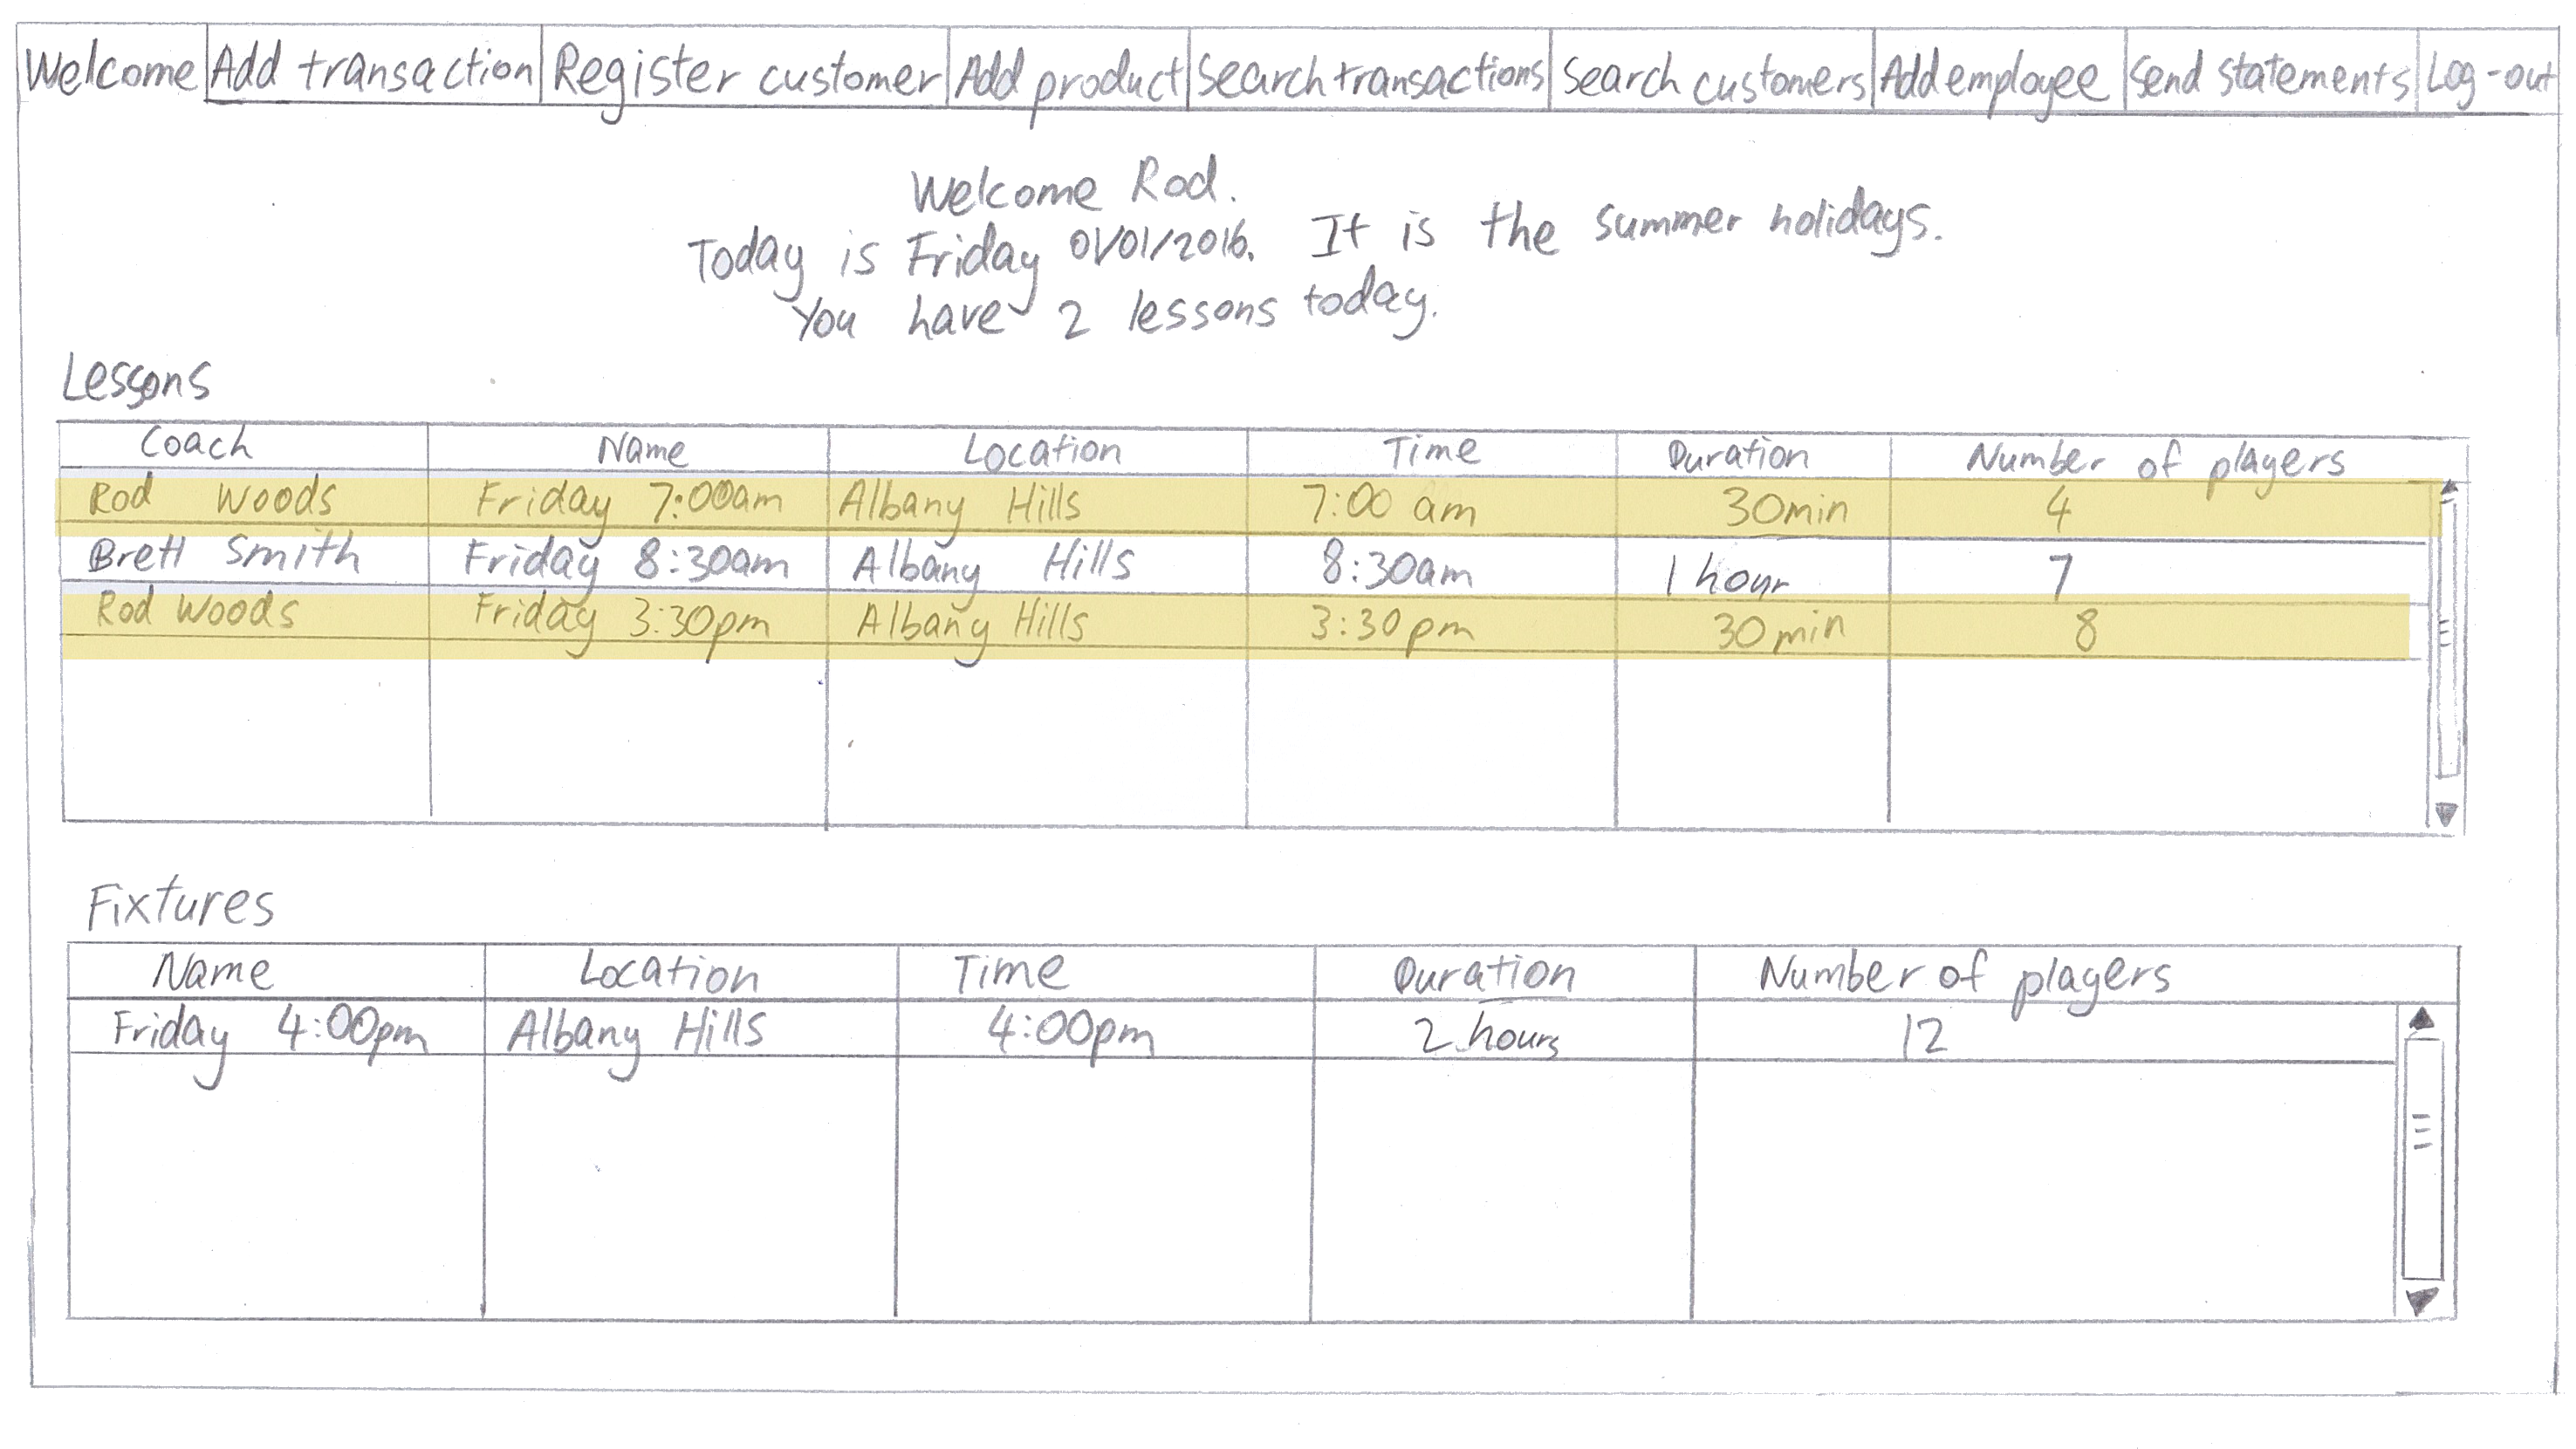 Welcome Add transaction Register customer Add product Search transactions Search customers Add employee Send statements Log-out
Welcome Rod.
Today is Friday 01/01/2016. It is the summer holidays.
You have 2 lessons today.
Lessons
Coach Name Location Time Duration Number of players
Rod Woods Friday 7:00am Albany Hills 7:00 am 30min 4
Brett Smith Friday 8:30am Albany Hills 8:30am 1 hour 7
Rod Woods Friday 3:30pm Albany Hills 3:30pm 30min 8
Fixtures
Name Location Time Duration Number of players
Friday 4:00pm Albany Hills 4:00pm 2 hours 12